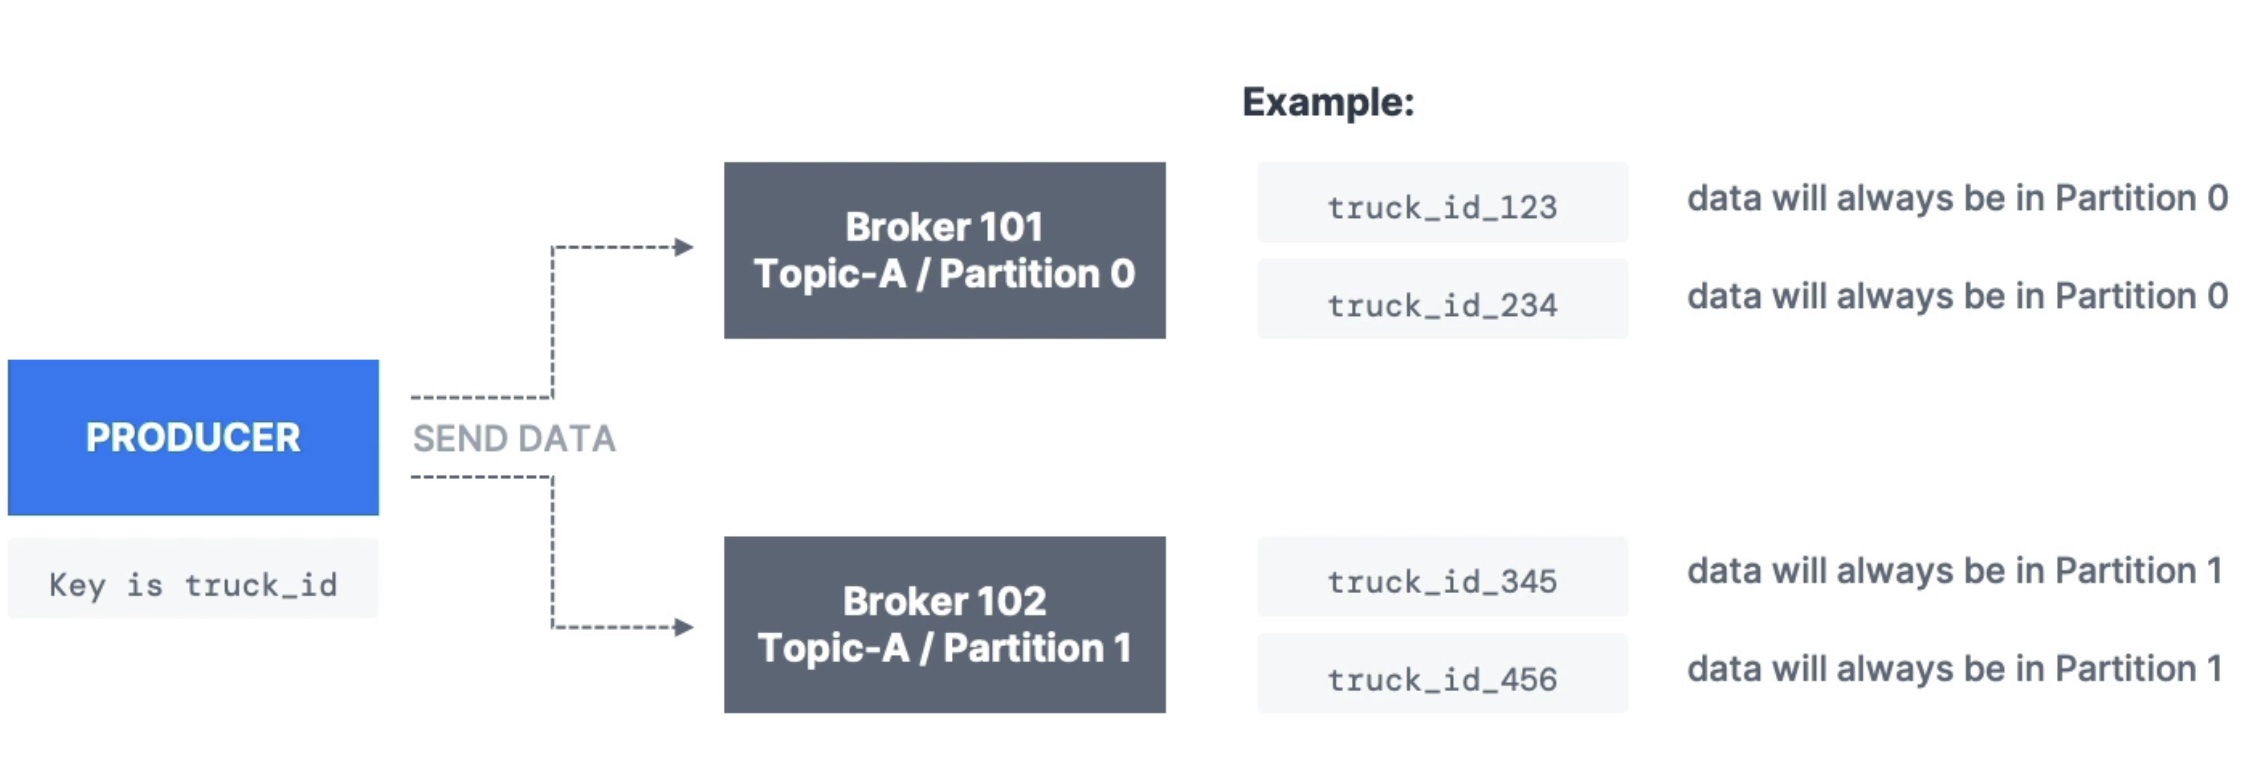 Example:
Broker 101
Topic-A / Partition 0
truck_id_123
data will always be in Partition 0
truck_id_234
data will always be in Partition 0
PRODUCER
SEND DATA
Key is truck_id
Broker 102
Topic-A / Partition 1
truck_id_345
data will always be in Partition 1
truck_id_456
data will always be in Partition 1